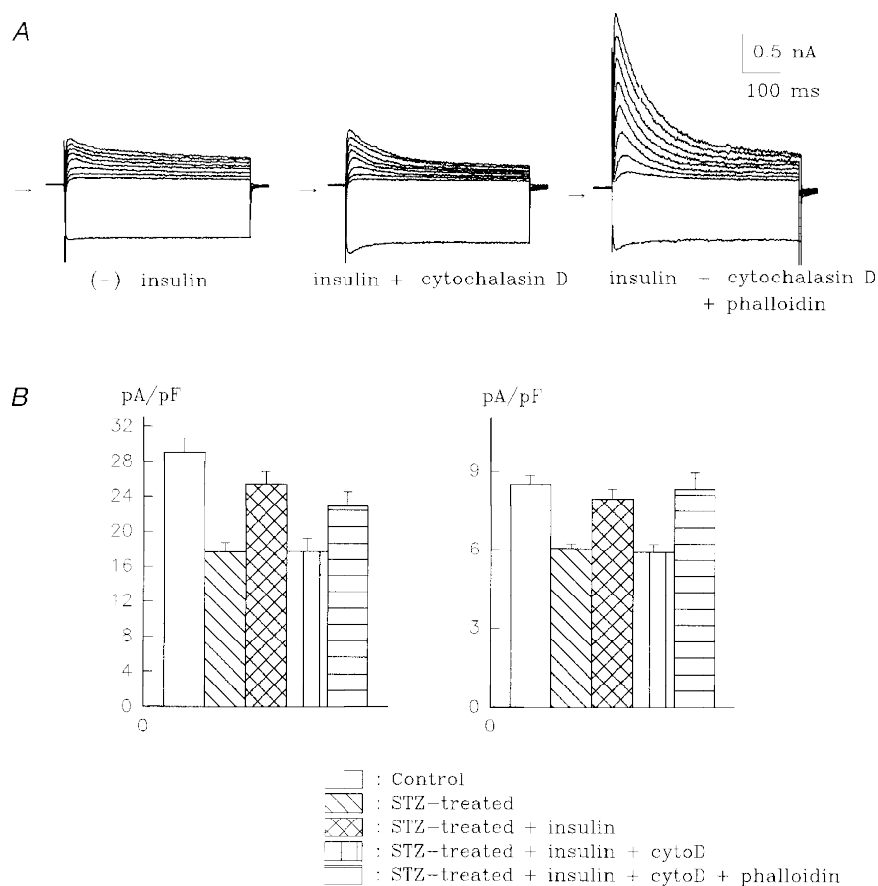 A
0.5 nA
100 ms
→ → →
(-) insulin
insulin + cytochalasin D
insulin - cytochalasin D
+ phalloidin
B
pA/pF
32
28
24
20
16
12
8
4
0
0
pA/pF
9
6
3
0
0
: Control
: STZ-treated
: STZ-treated + insulin
: STZ-treated + insulin + cytoD
: STZ-treated + insulin + cytoD + phalloidin